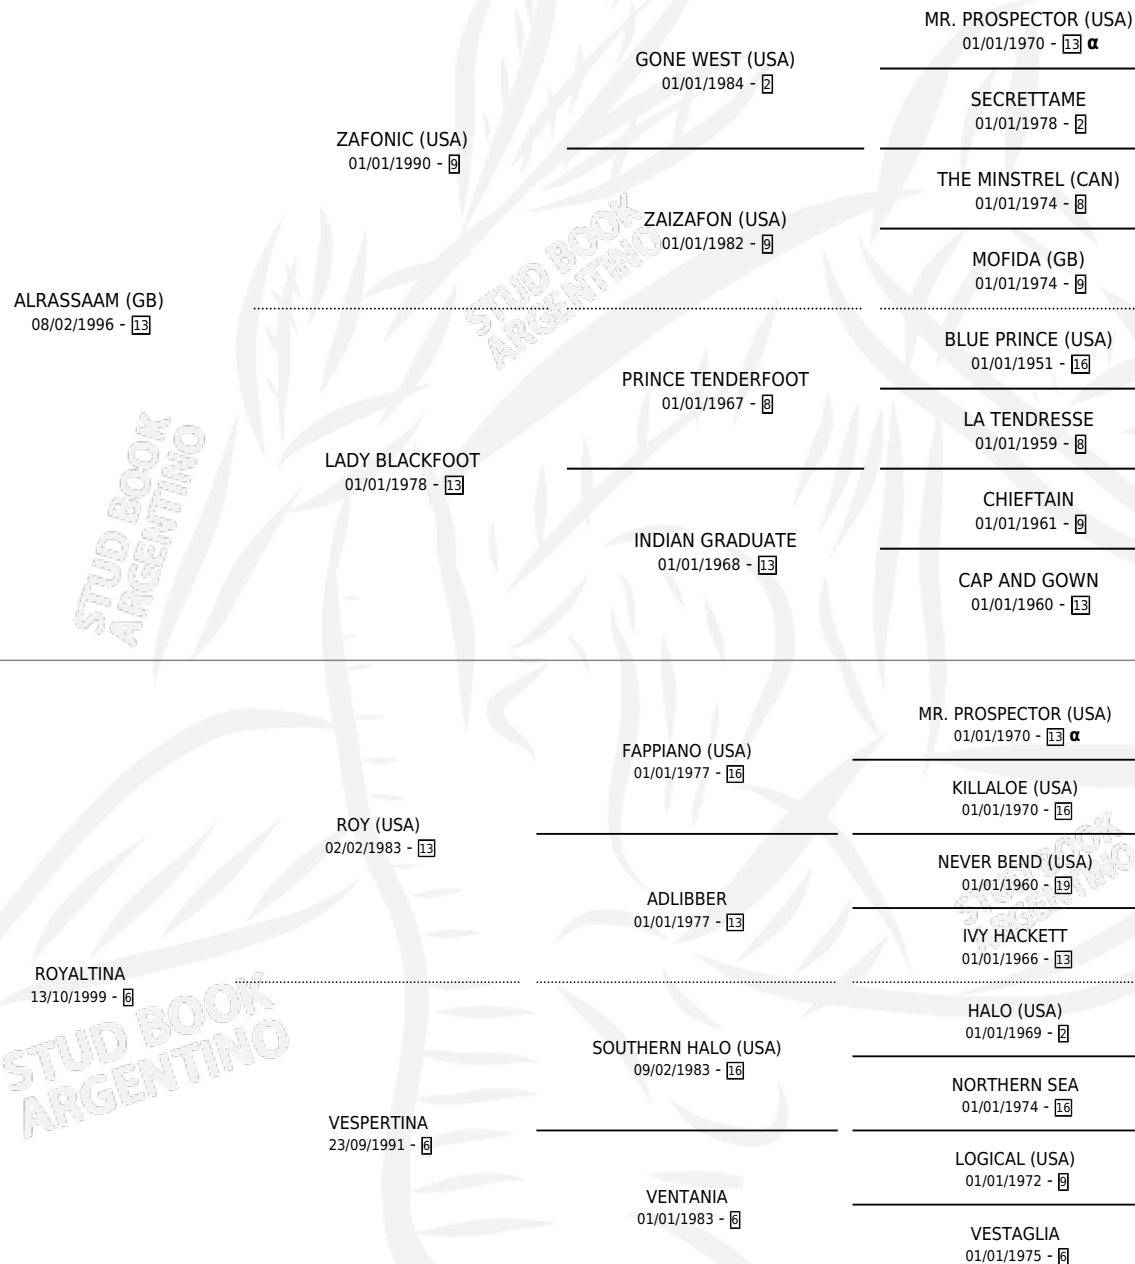 MR. PROSPECTOR (USA)
01/01/1970 - 13 α
GONE WEST (USA)
01/01/1984 - 2
SECRETTAME
01/01/1978 - 2
ZAFONIC (USA)
01/01/1990 - 9
THE MINSTREL (CAN)
01/01/1974 - 8
ZAIZAFON (USA)
01/01/1982 - 9
MOFIDA (GB)
01/01/1974 - 9
ALRASSAAM (GB)
08/02/1996 - 13
BLUE PRINCE (USA)
01/01/1951 - 16
PRINCE TENDERFOOT
01/01/1967 - 8
LA TENDRESSE
01/01/1959 - 8
LADY BLACKFOOT
01/01/1978 - 13
CHIEFTAIN
01/01/1961 - 9
INDIAN GRADUATE
01/01/1968 - 13
CAP AND GOWN
01/01/1960 - 13
MR. PROSPECTOR (USA)
01/01/1970 - 13 α
FAPPIANO (USA)
01/01/1977 - 16
KILLALOE (USA)
01/01/1970 - 16
ROY (USA)
02/02/1983 - 13
NEVER BEND (USA)
01/01/1960 - 19
ADLIBBER
01/01/1977 - 13
IVY HACKETT
01/01/1966 - 13
ROYALTINA
13/10/1999 - 6
HALO (USA)
01/01/1969 - 2
SOUTHERN HALO (USA)
09/02/1983 - 16
NORTHERN SEA
01/01/1974 - 16
VESPERTINA
23/09/1991 - 6
LOGICAL (USA)
01/01/1972 - 9
VENTANIA
01/01/1983 - 6
VESTAGLIA
01/01/1975 - 6
STUD BOOK
ARGENTINO
STUD BOOK
ARGENTINO
STUD BOOK
ARGENTINO
STUD BOOK
ARGENTINO